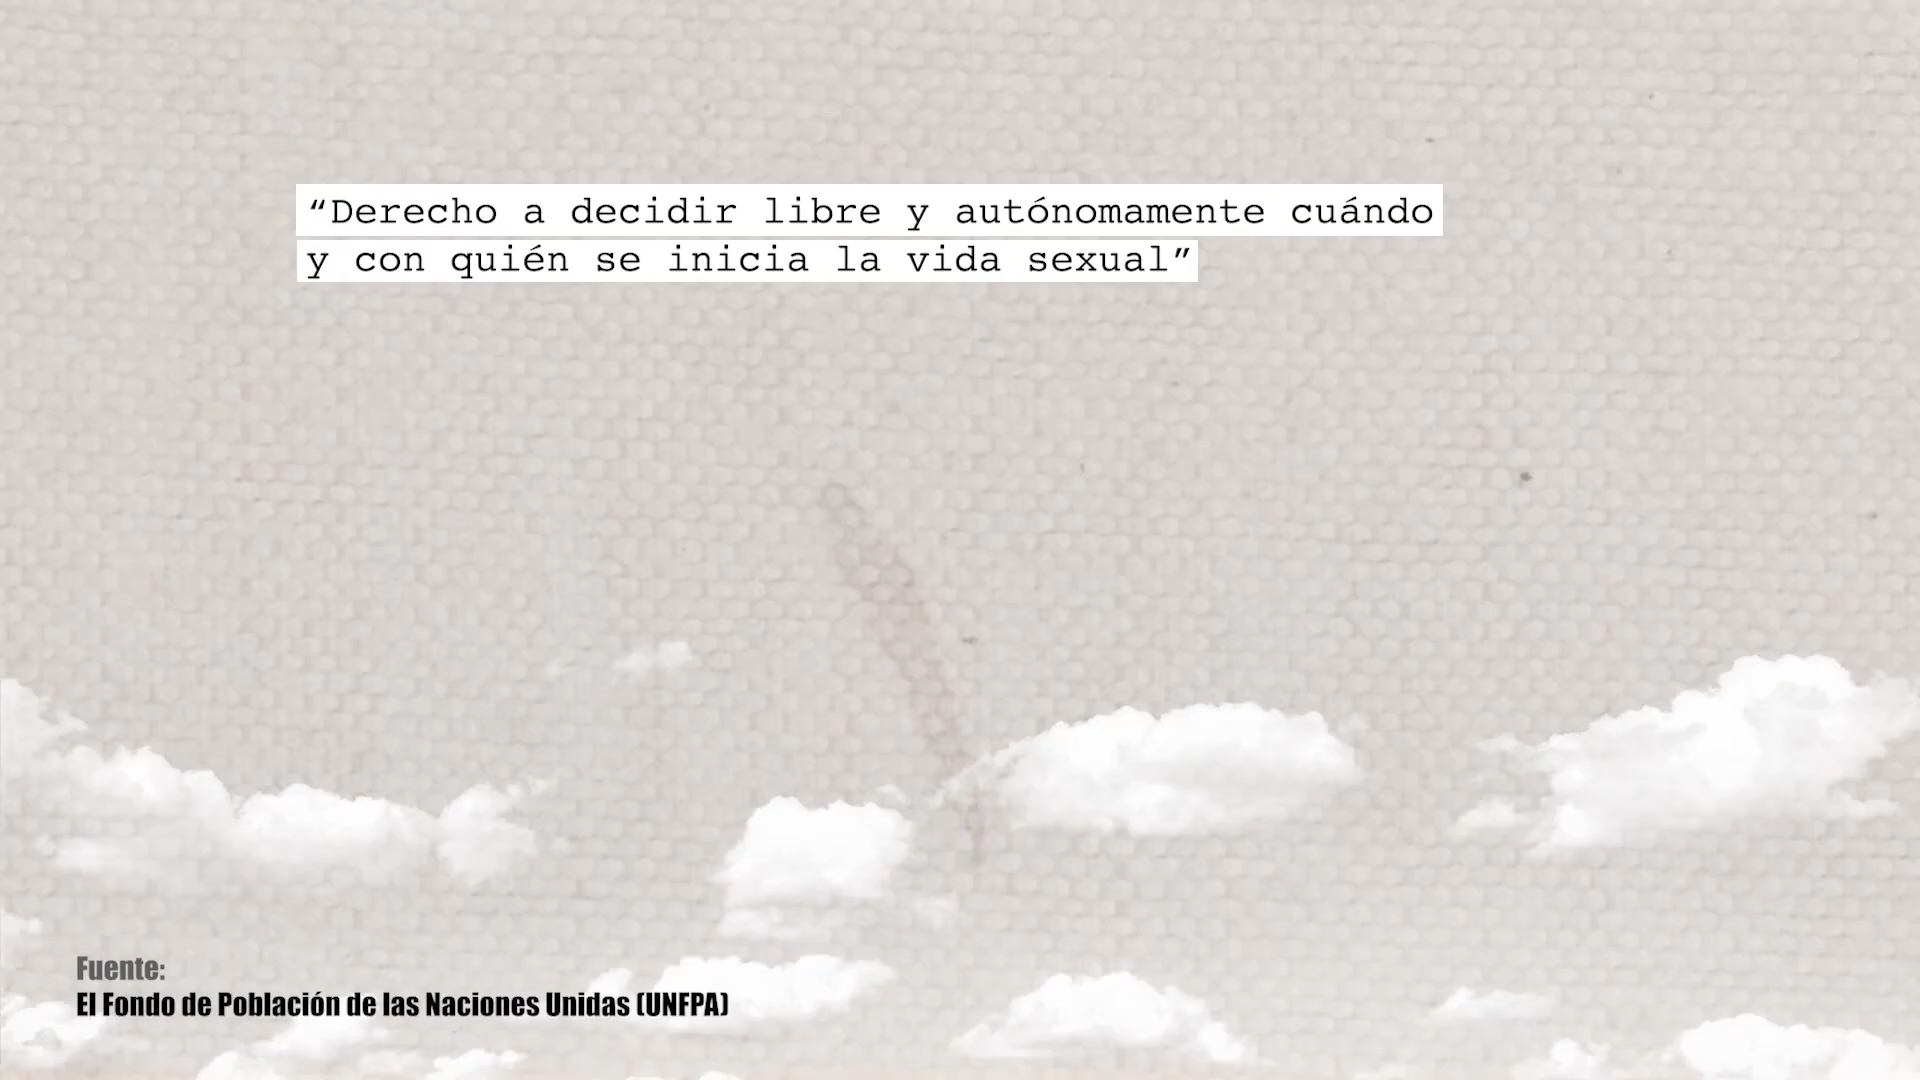 “Derecho a decidir libre y autónomamente cuándo
y con quién se inicia la vida sexual”
Fuente:
El Fondo de Población de las Naciones Unidas (UNFPA)